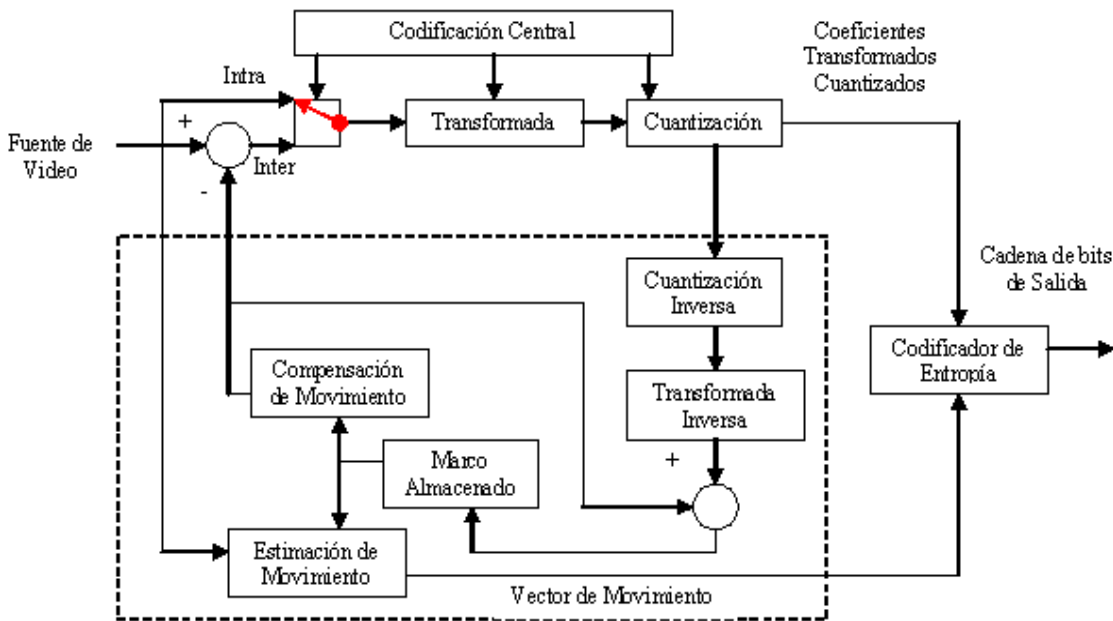 Codificación Central
Coeficientes
Transformados
Cuantizados
Intra
+
Transformada
Cuantización
Fuente de
Video
Inter
-
Cuantización
Inversa
Cadena de bits
de Salida
Codificador de
Entropía
Compensación
de Movimiento
Transformada
Inversa
+
Marco
Almacenado
Estimación de
Movimiento
Vector de Movimiento